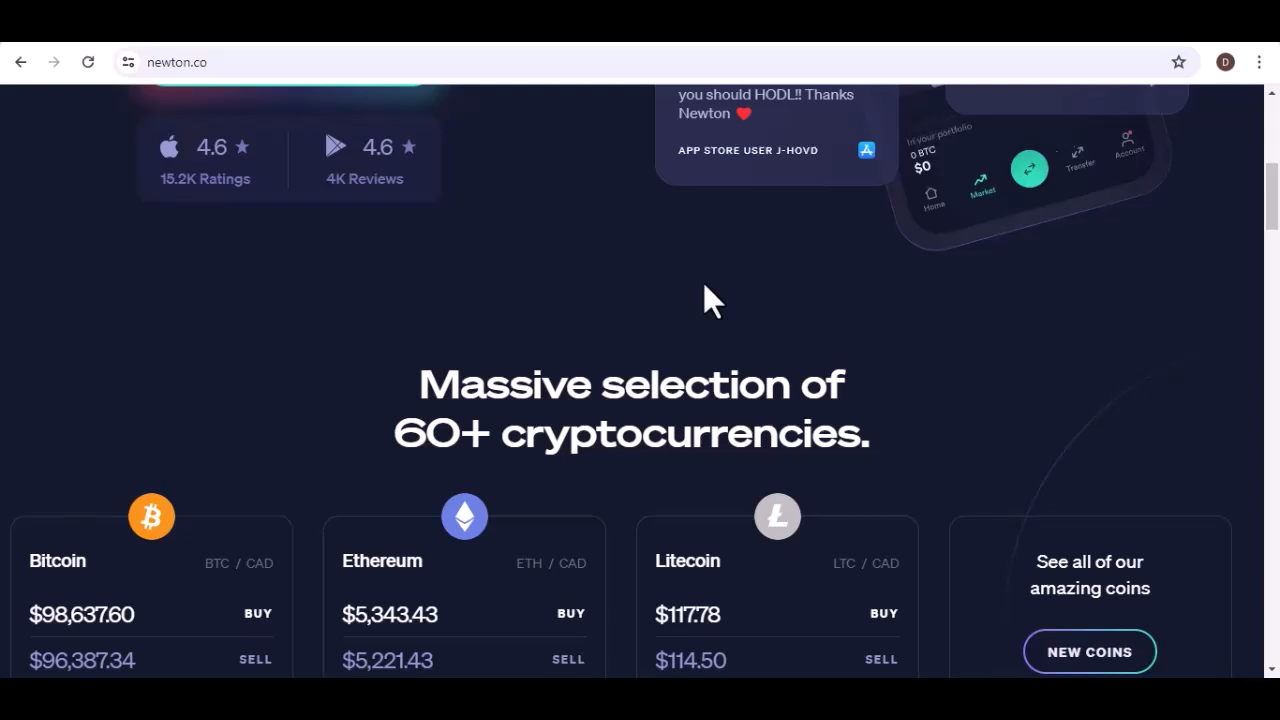 newton.co
D
you should HODL!! Thanks
Newton ❤️
APP STORE USER J-HOVD
4.6 ★
15.2K Ratings
4.6 ★
4K Reviews
In your portfolio
0 BTC
$0
Home
Market
Transfer
Account
Massive selection of
60+ cryptocurrencies.
Bitcoin
BTC / CAD
$98,637.60
BUY
$96,387.34
SELL
Ethereum
ETH / CAD
$5,343.43
BUY
$5,221.43
SELL
Litecoin
LTC / CAD
$117.78
BUY
$114.50
SELL
See all of our
amazing coins
NEW COINS